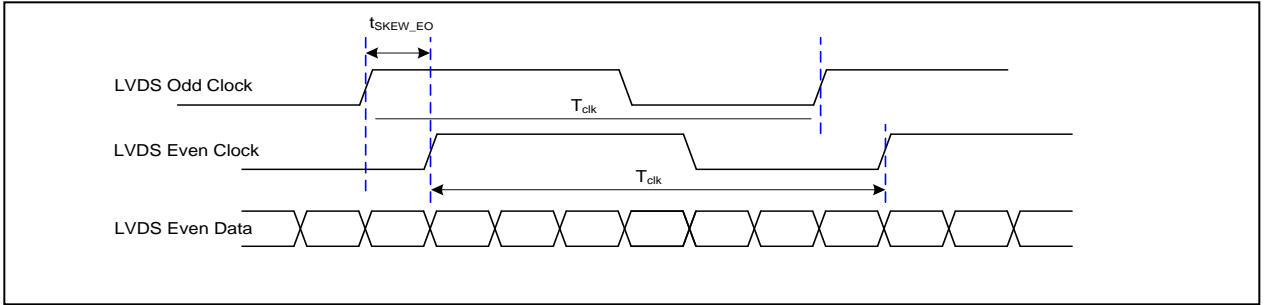 tSKEW_EO
LVDS Odd Clock
Tclk
LVDS Even Clock
Tclk
LVDS Even Data